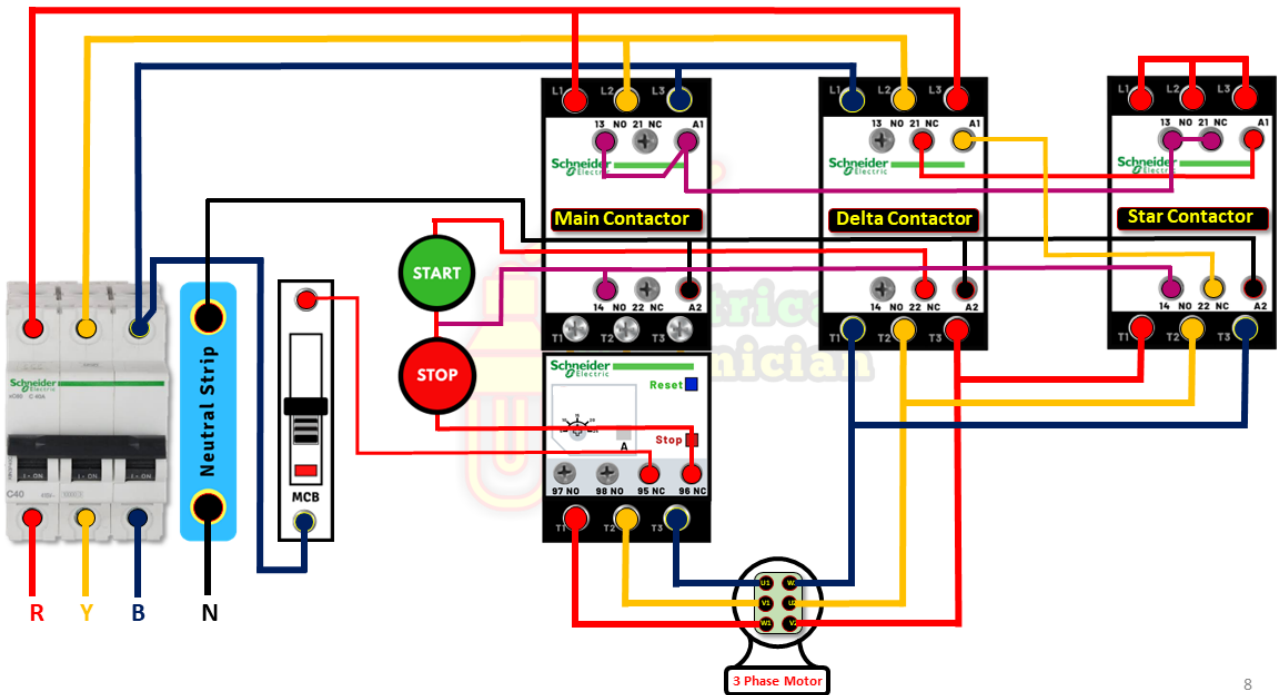 L1 L2 L3
13 NO 21 NC A1
Schneider
Electric
Main Contactor
14 NO 22 NC A2
T1 T2 T3
L1 L2 L3
13 NO 21 NC A1
Schneider
Electric
Delta Contactor
14 NO 22 NC A2
T1 T2 T3
L1 L2 L3
13 NO 21 NC A1
Schneider
Electric
Star Contactor
14 NO 22 NC A2
T1 T2 T3
START
STOP
Schneider
Electric
C40
I • ON I • ON I • ON
Neutral Strip
MCB
Schneider
Electric
Reset
Stop
A
97 NO 98 NO 95 NC 96 NC
T1 T2 T3
R Y B N
U1
V1 U2
W1 V2
3 Phase Motor
8